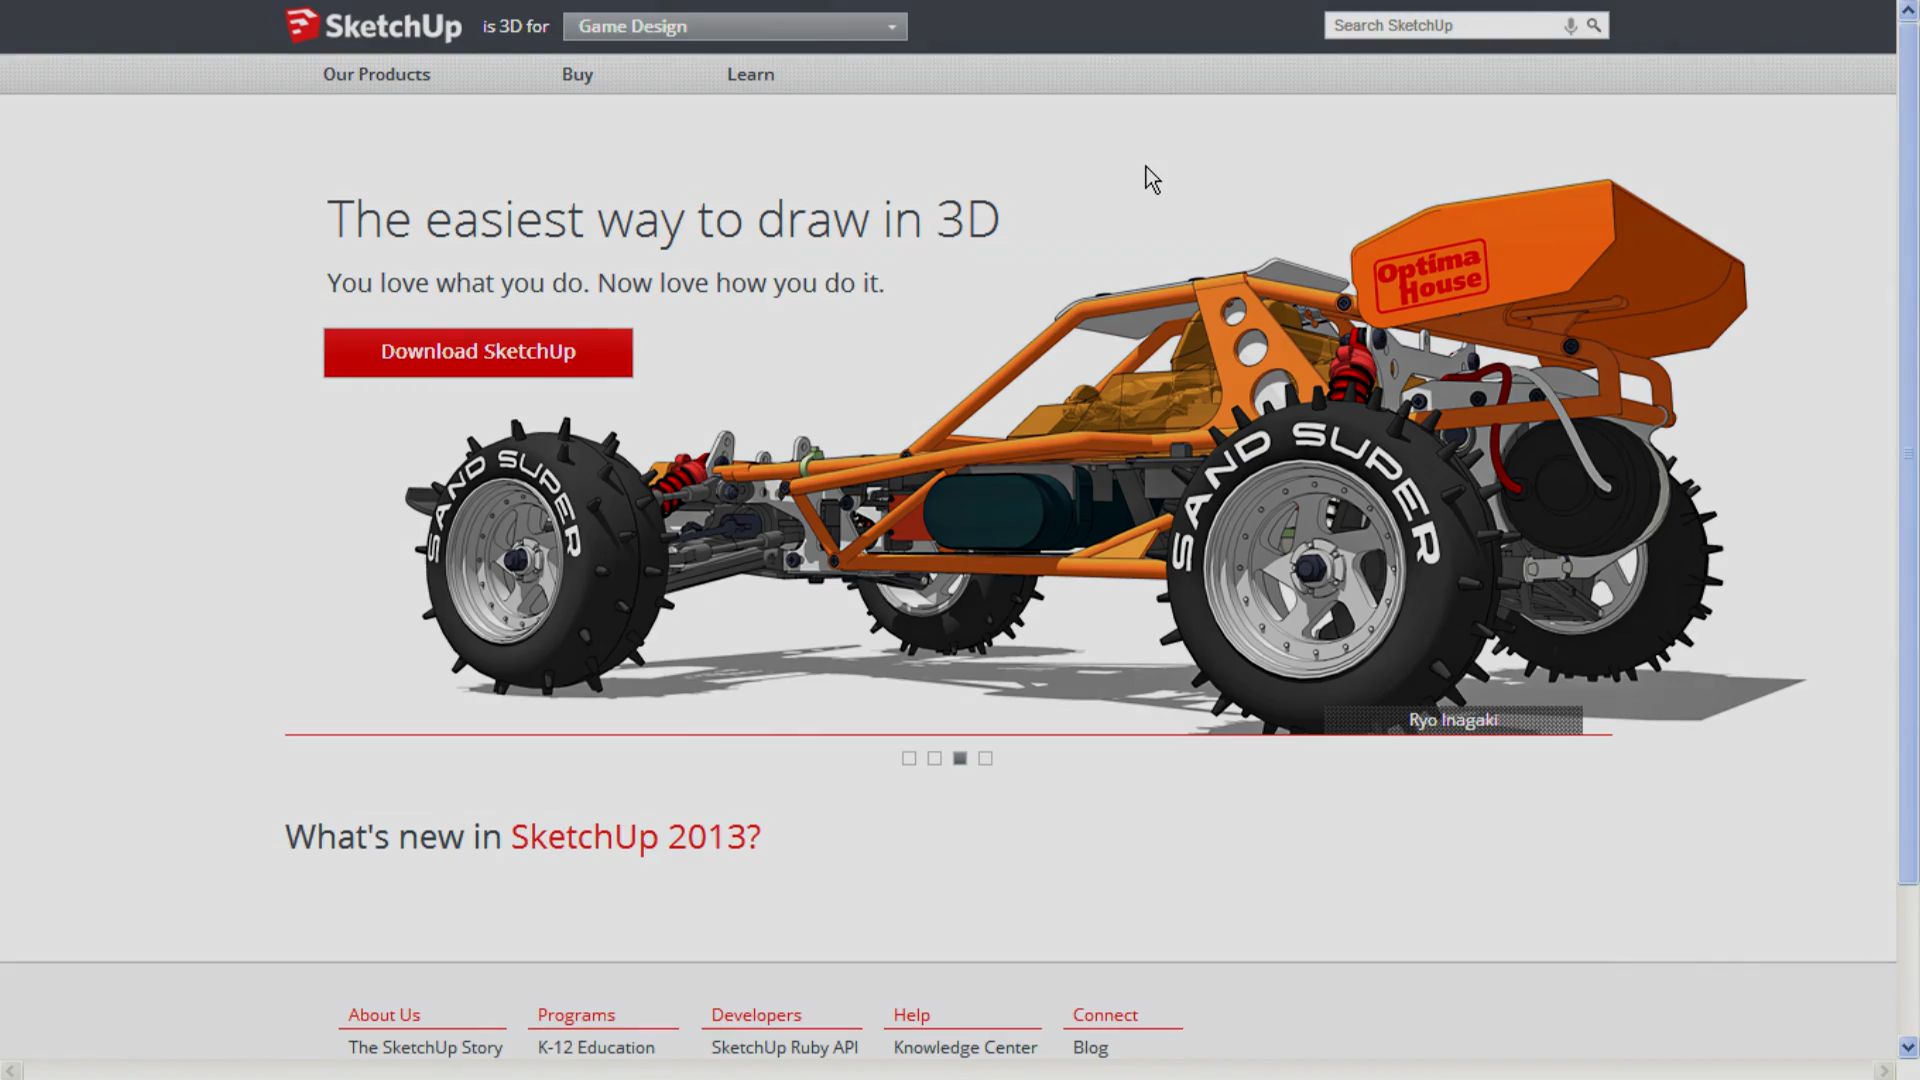 SketchUp is 3D for Game Design Search SketchUp
Our Products Buy Learn
The easiest way to draw in 3D
You love what you do. Now love how you do it.
Download SketchUp
Optima
House
SAND SUPER
SAND SUPER
Ryo Inagaki
What's new in SketchUp 2013?
About Us Programs Developers Help Connect
The SketchUp Story K-12 Education SketchUp Ruby API Knowledge Center Blog